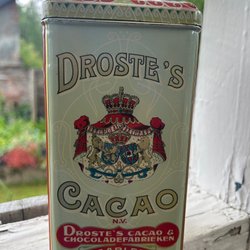 DROSTE'S
CACAO
N.V.
DROSTE'S CACAO &
CHOCOLADEFABRIEKEN